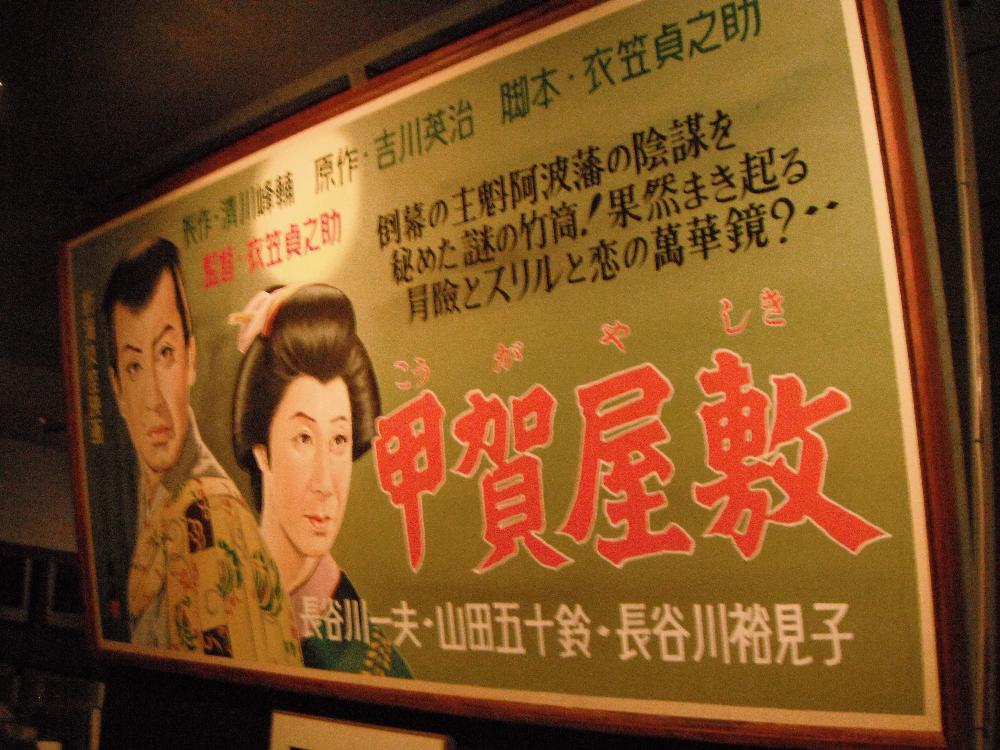 製作・清川峰輔 原作・吉川英治 脚本・衣笠貞之助
監督・衣笠貞之助
倒幕の主魁阿波藩の陰謀を
秘めた謎の竹筒!果然まき起る
冒險とスリルと恋の萬華鏡?‥
こうがやしき
甲賀屋敷
長谷川一夫・山田五十鈴・長谷川裕見子